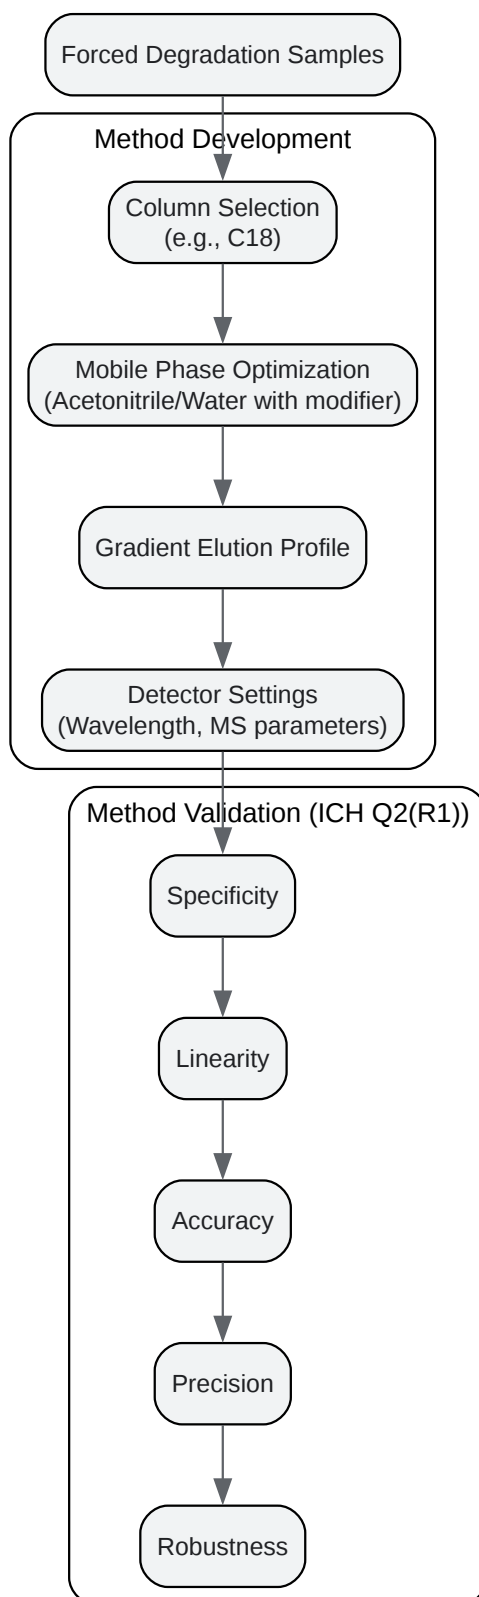 Forced Degradation Samples
Method Development
Column Selection
(e.g., C18)
Mobile Phase Optimization
(Acetonitrile/Water with modifier)
Gradient Elution Profile
Detector Settings
(Wavelength, MS parameters)
Method Validation (ICH Q2(R1))
Specificity
Linearity
Accuracy
Precision
Robustness